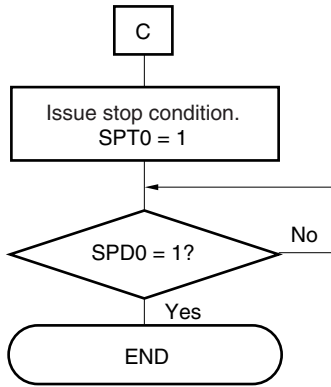 C
Issue stop condition.
SPT0 = 1
SPD0 = 1?
No
Yes
END